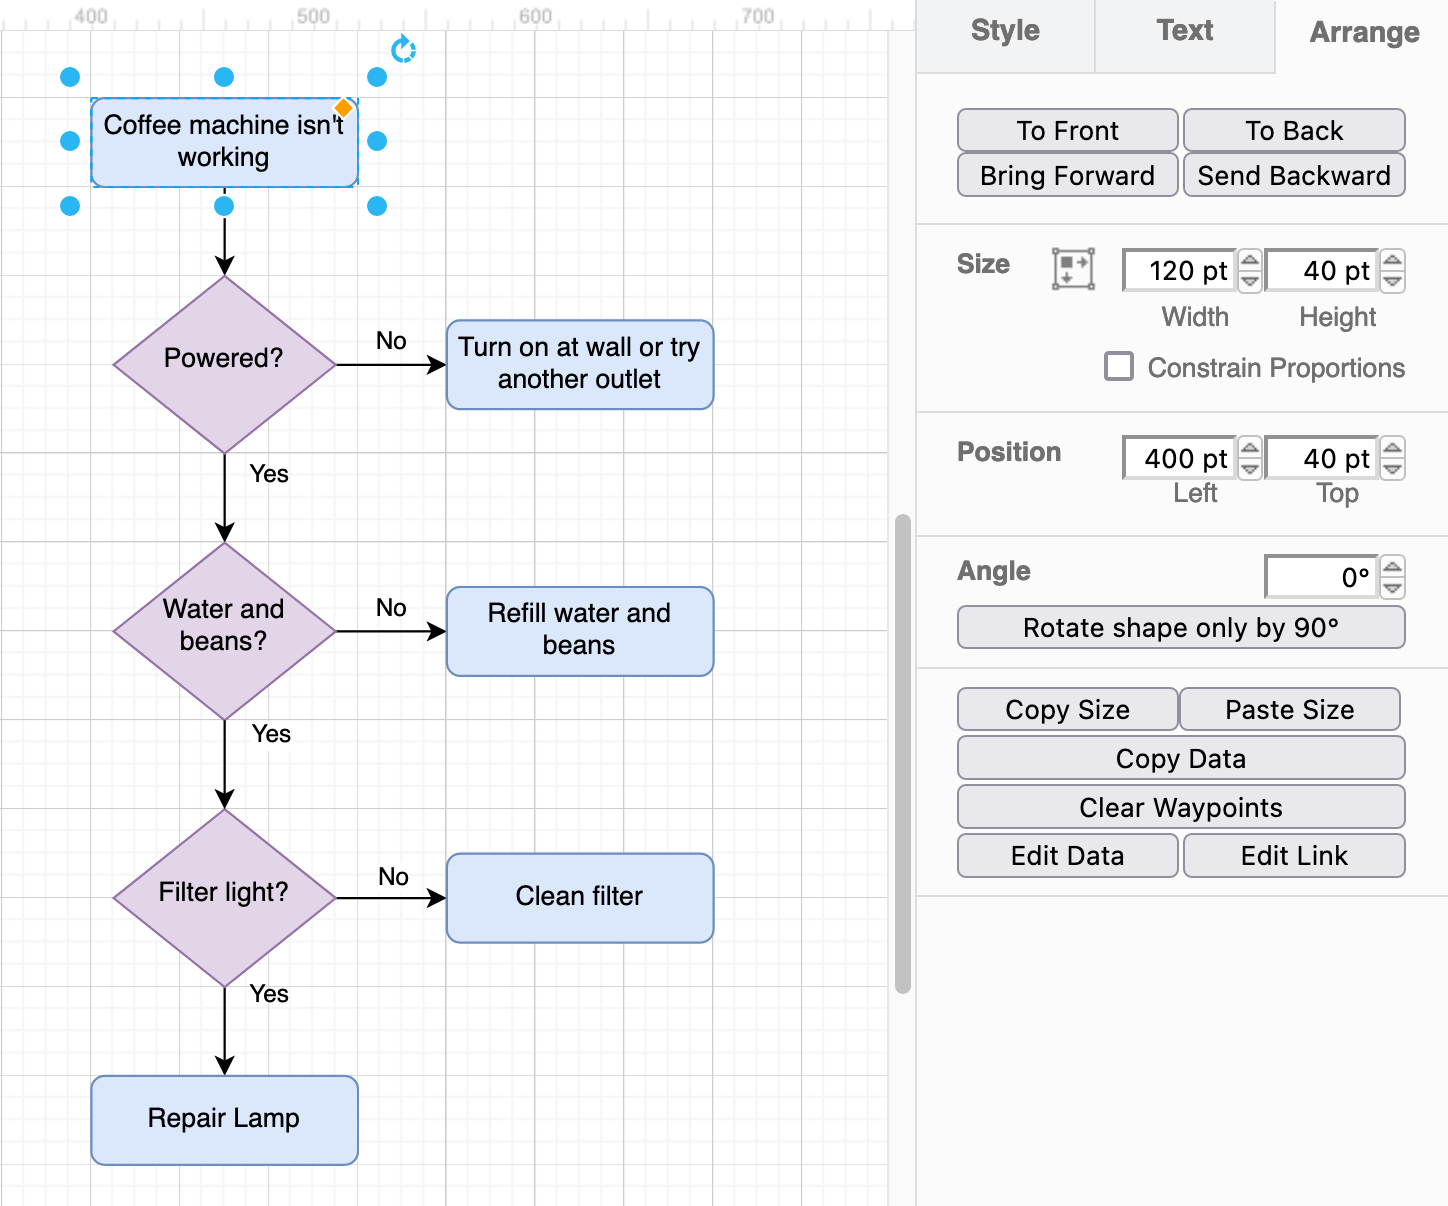 400
500
600
700
Style
Text
Arrange
Coffee machine isn't
working
To Front
To Back
Bring Forward
Send Backward
Size
120 pt
40 pt
Width
Height
Constrain Proportions
Powered?
No
Turn on at wall or try
another outlet
Position
400 pt
40 pt
Left
Top
Yes
Angle
0°
Rotate shape only by 90°
Water and
beans?
No
Refill water and
beans
Copy Size
Paste Size
Yes
Copy Data
Clear Waypoints
Edit Data
Edit Link
Filter light?
No
Clean filter
Yes
Repair Lamp